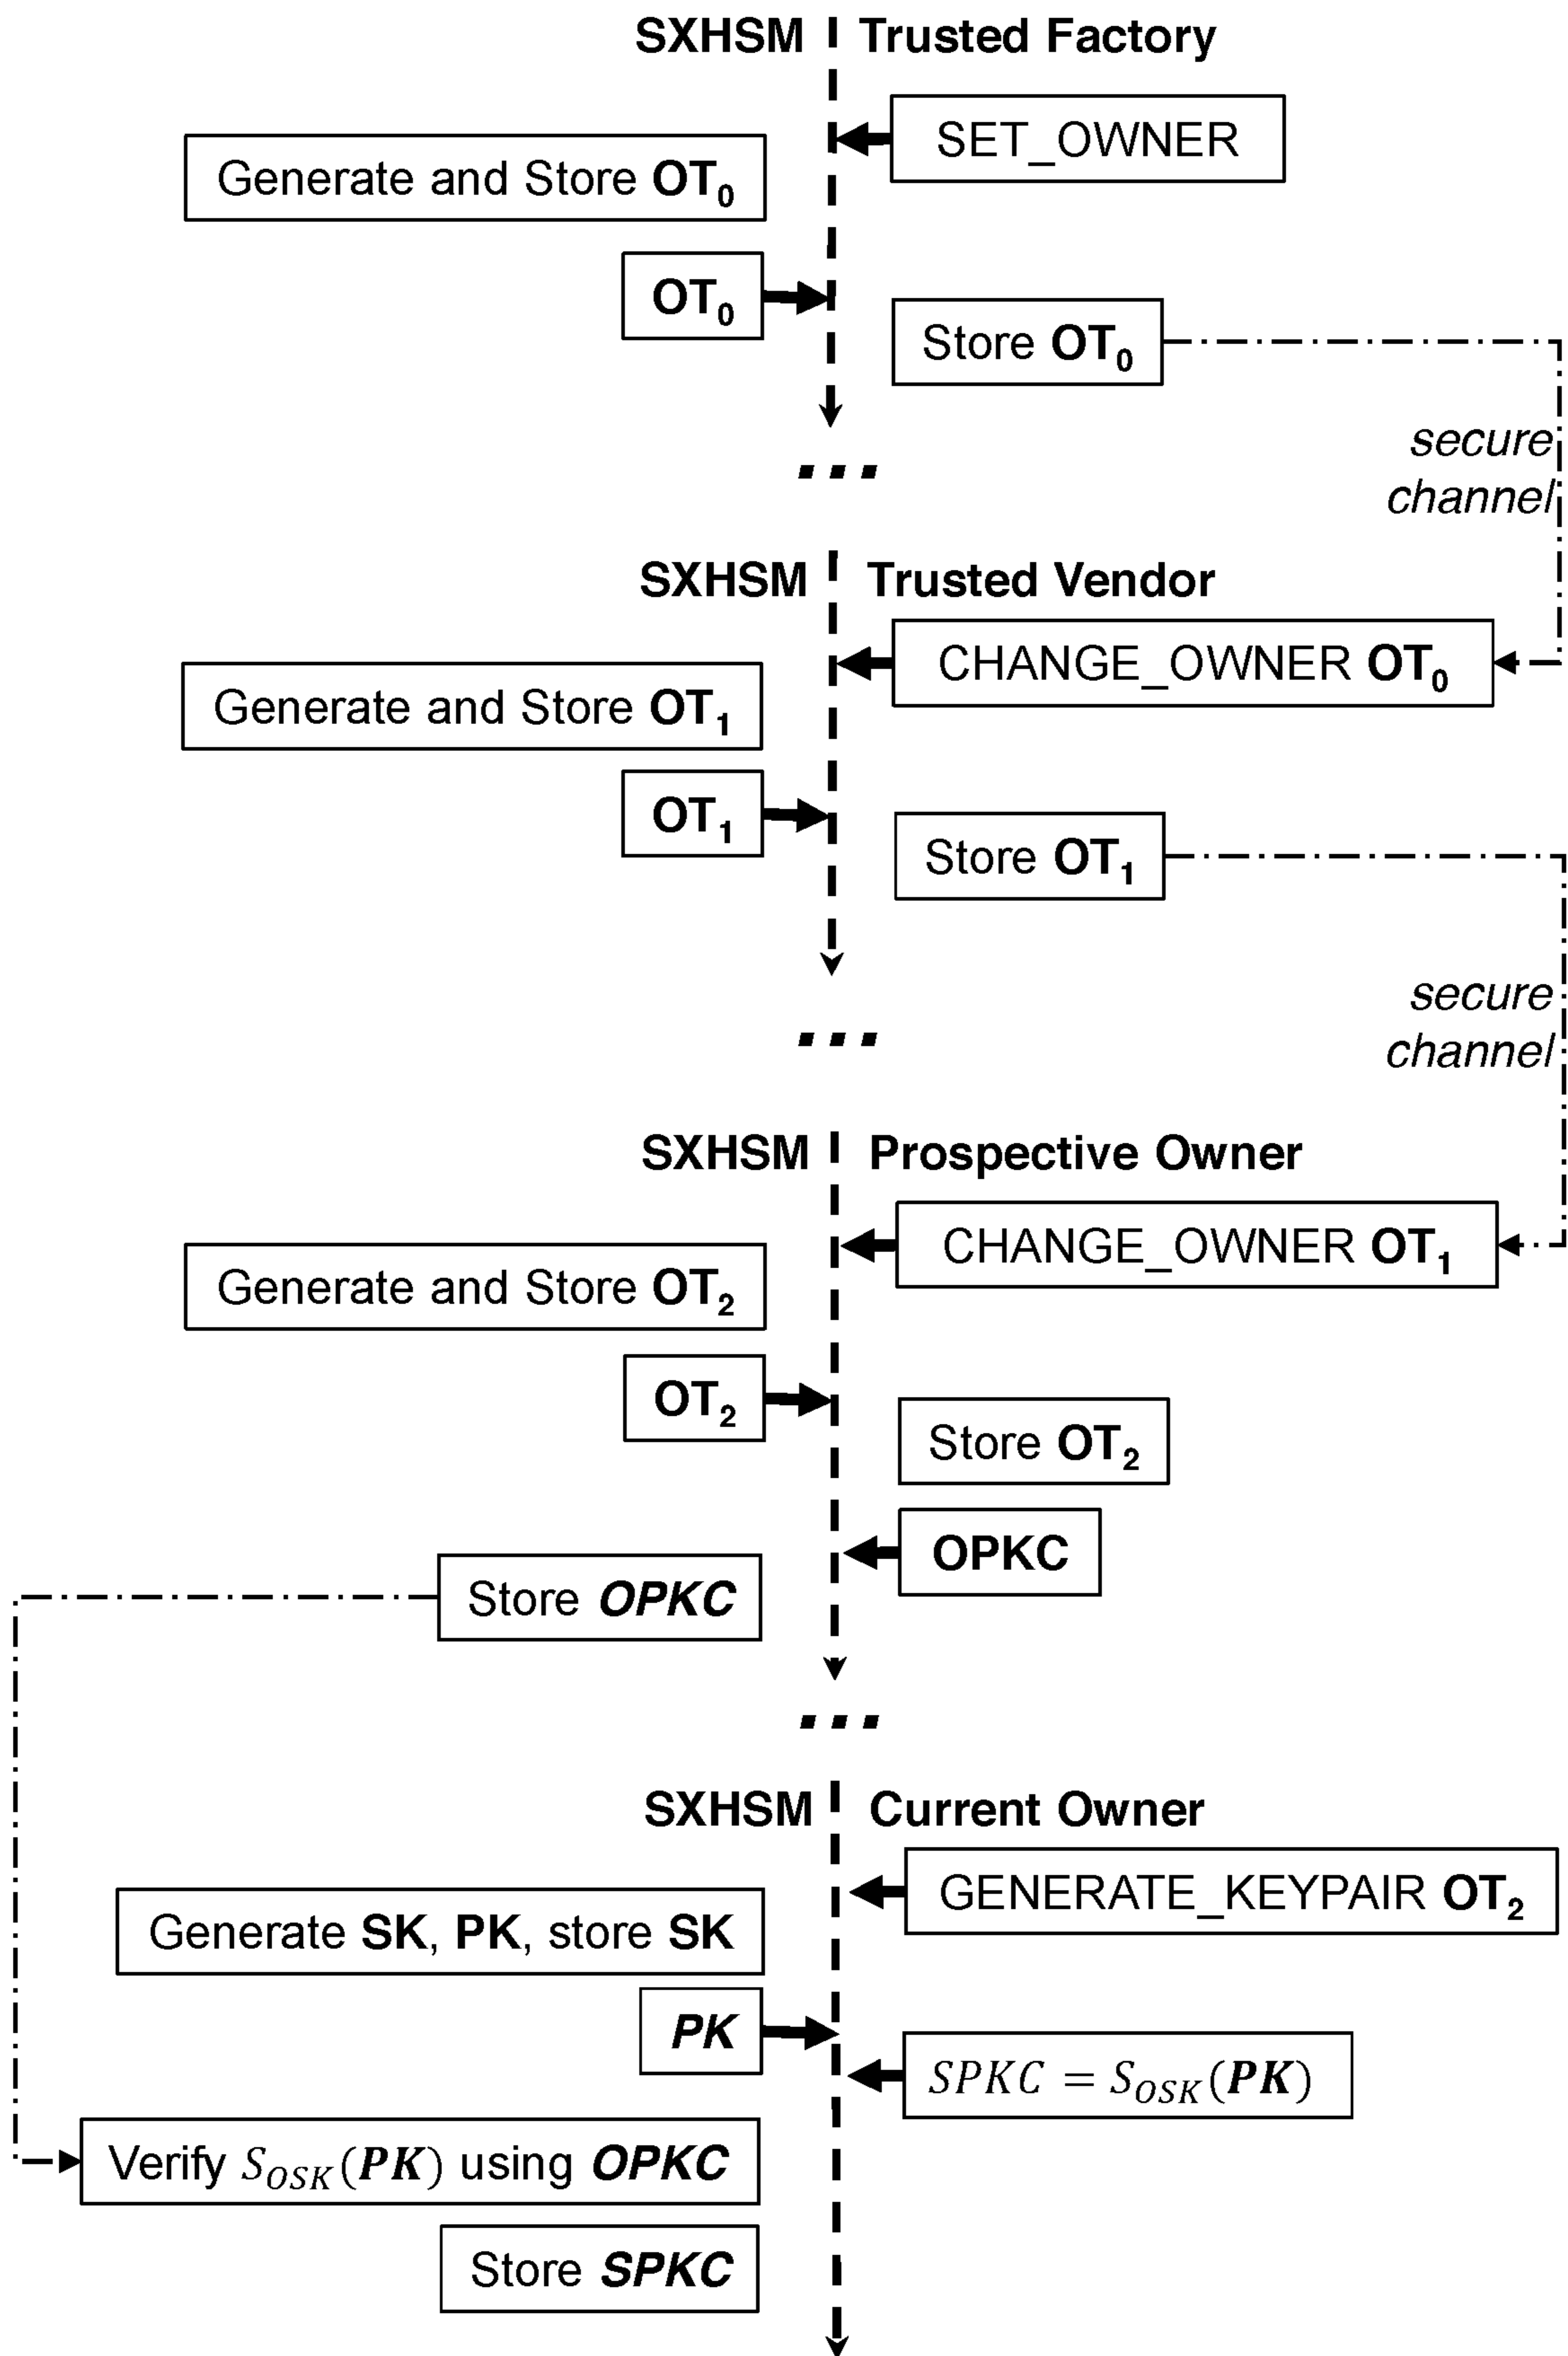 SXHSM Trusted Factory
SET_OWNER
Generate and Store OT₀
OT₀
Store OT₀
secure
channel
...
SXHSM Trusted Vendor
CHANGE_OWNER OT₀
Generate and Store OT₁
OT₁
Store OT₁
secure
channel
...
SXHSM Prospective Owner
CHANGE_OWNER OT₁
Generate and Store OT₂
OT₂
Store OT₂
OPKC
Store OPKC
...
SXHSM Current Owner
GENERATE_KEYPAIR OT₂
Generate SK, PK, store SK
PK
SPKC = S_OSK(PK)
Verify S_OSK(PK) using OPKC
Store SPKC